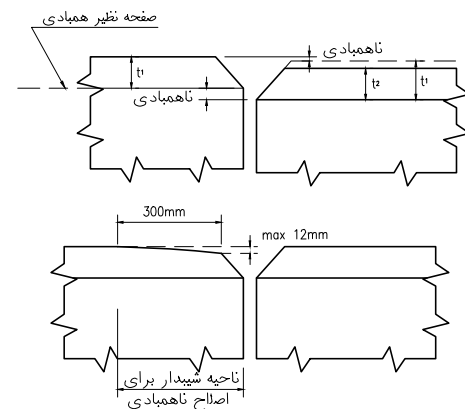 صفحه نظیر همبادی
ناهمبادی
t1
ناهمبادی
t2
t1
300mm
max 12mm
ناحیه شیبدار برای
اصلاح ناهمبادی